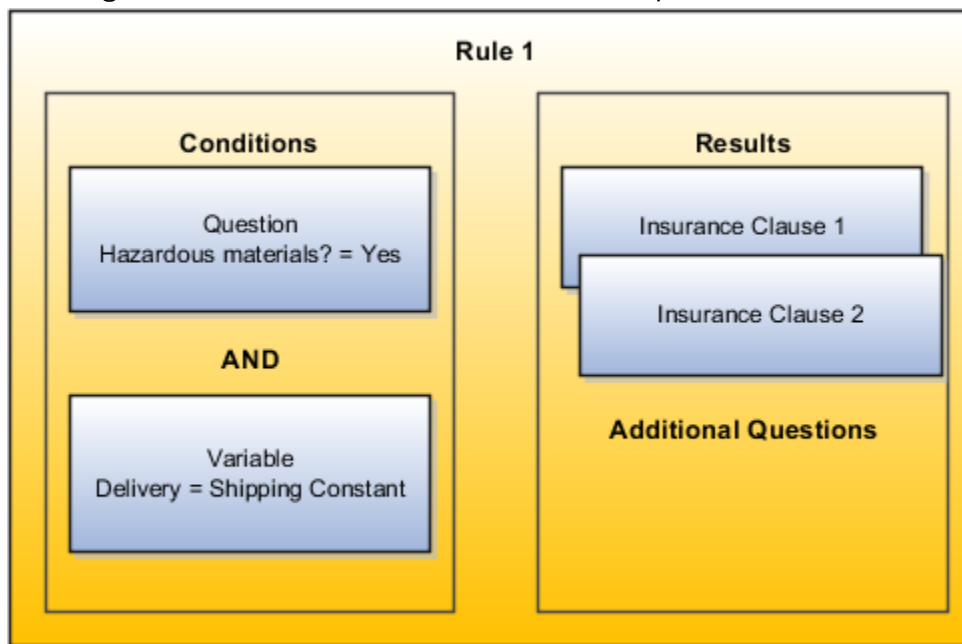 Rule 1
Conditions
Question
Hazardous materials? = Yes
AND
Variable
Delivery = Shipping Constant
Results
Insurance Clause 1
Insurance Clause 2
Additional Questions